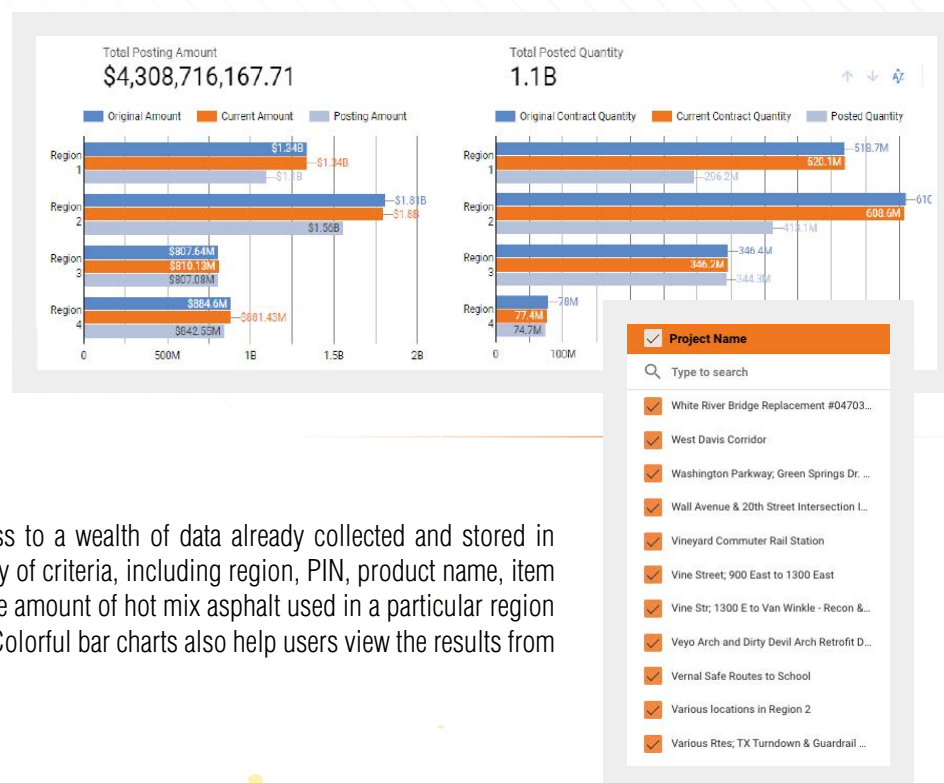 Total Posting Amount
$4,308,716,167.71
Original Amount Current Amount Posting Amount
Region 1
$1.34B
$1.34B
$1.1B
Region 2
$1.81B
$1.8B
$1.56B
Region 3
$807.64M
$810.13M
$807.08M
Region 4
$884.6M
$881.43M
$842.55M
0 500M 1B 1.5B 2B
Total Posted Quantity
1.1B
Original Contract Quantity Current Contract Quantity Posted Quantity
Region 1
518.7M
520.1M
296.2M
Region 2
610
608.6M
413.1M
Region 3
346.4M
346.2M
344.3M
Region 4
78M
77.4M
74.7M
0 100M
Project Name
Type to search
White River Bridge Replacement #04703...
West Davis Corridor
Washington Parkway; Green Springs Dr. ...
Wall Avenue & 20th Street Intersection I...
Vineyard Commuter Rail Station
Vine Street; 900 East to 1300 East
Vine Str; 1300 E to Van Winkle - Recon &...
Veyo Arch and Dirty Devil Arch Retrofit D...
Vernal Safe Routes to School
Various locations in Region 2
Various Rtes; TX Turndown & Guardrail ...
ss to a wealth of data already collected and stored in
y of criteria, including region, PIN, product name, item
e amount of hot mix asphalt used in a particular region
Colorful bar charts also help users view the results from